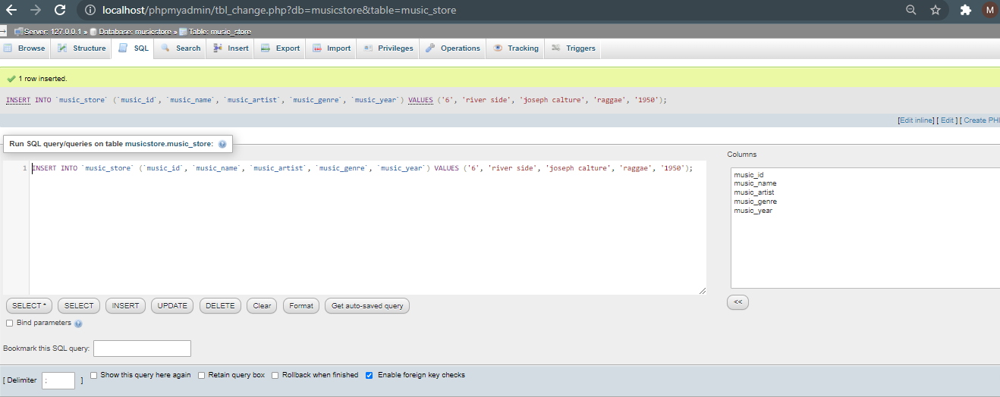 localhost/phpmyadmin/tbl_change.php?db=musicstore&table=music_store
M
Server: 127.0.0.1 » Database: musicstore » Table: music_store
Browse Structure SQL Search Insert Export Import Privileges Operations Tracking Triggers
1 row inserted.
INSERT INTO `music_store` (`music_id`, `music_name`, `music_artist`, `music_genre`, `music_year`) VALUES ('6', 'river side', 'joseph calture', 'raggae', '1950');
[Edit inline] [ Edit ] [ Create PH
Run SQL query/queries on table musicstore.music_store:
Columns
1 INSERT INTO `music_store` (`music_id`, `music_name`, `music_artist`, `music_genre`, `music_year`) VALUES ('6', 'river side', 'joseph calture', 'raggae', '1950');
music_id
music_name
music_artist
music_genre
music_year
SELECT * SELECT INSERT UPDATE DELETE Clear Format Get auto-saved query
<<
Bind parameters
Bookmark this SQL query:
[ Delimiter ; ] Show this query here again Retain query box Rollback when finished Enable foreign key checks